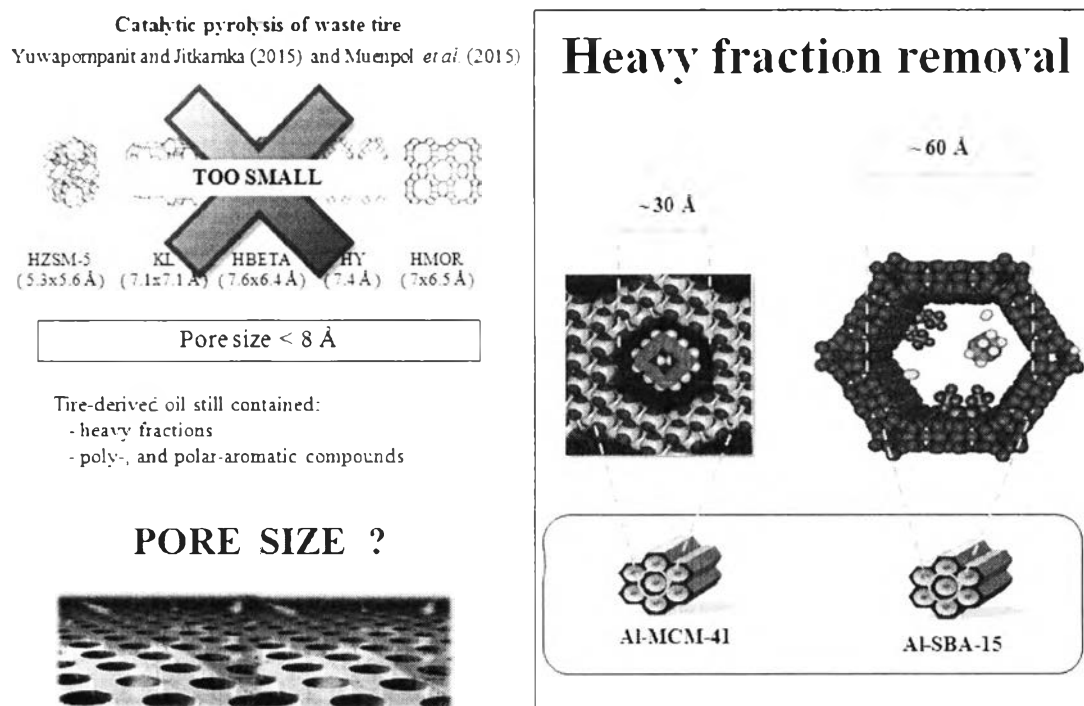 Catalytic pyrolysis of waste tire
Yuwapornpanit and Jitkarnka (2015) and Muenpol et al. (2015)
TOO SMALL
HZSM-5 KL HBETA HY HMOR
(5.3x5.6 Å) (7.1x7.1 Å) (7.6x6.4 Å) (7.4 Å) (7x6.5 Å)
Pore size < 8 Å
Tire-derived oil still contained:
- heavy fractions
- poly-, and polar-aromatic compounds
PORE SIZE ?
Heavy fraction removal
~60 Å
~30 Å
Al-MCM-41
Al-SBA-15